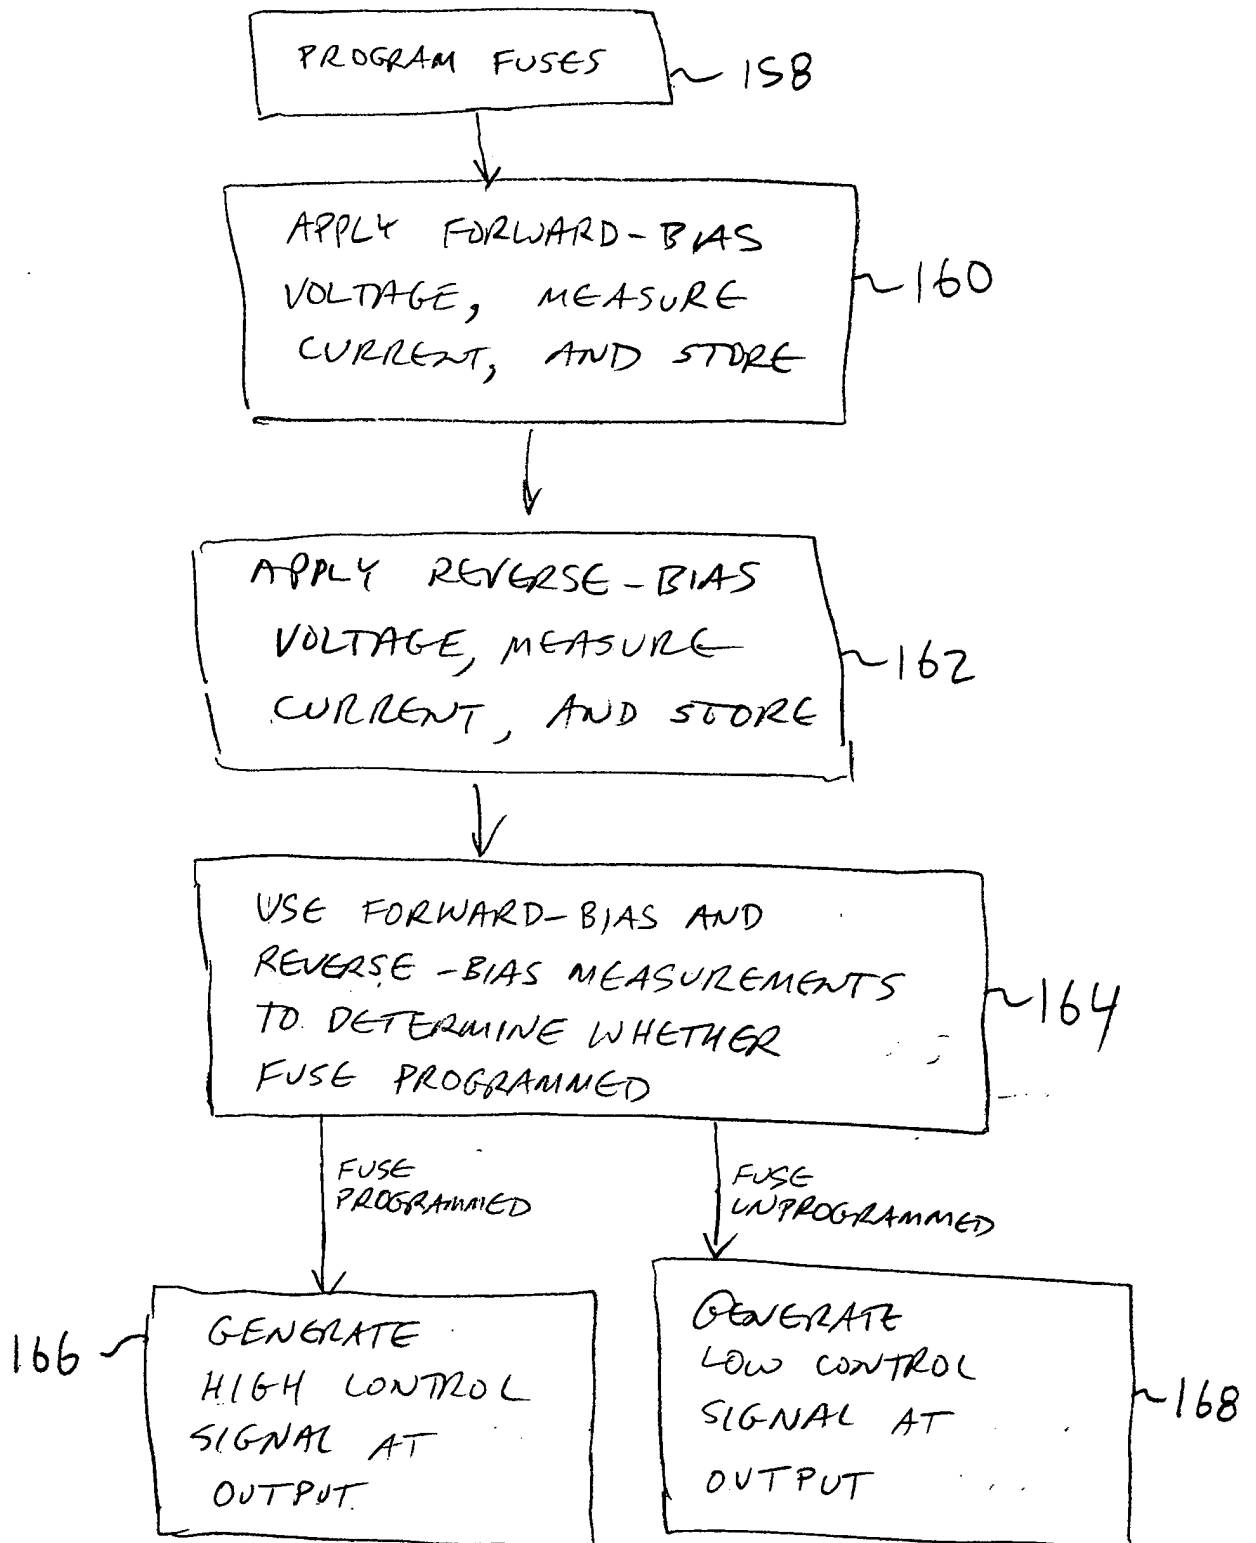 PROGRAM FUSES
158
APPLY FORWARD-BIAS
VOLTAGE, MEASURE
CURRENT, AND STORE
160
APPLY REVERSE-BIAS
VOLTAGE, MEASURE
CURRENT, AND STORE
162
USE FORWARD-BIAS AND
REVERSE-BIAS MEASUREMENTS
TO DETERMINE WHETHER
FUSE PROGRAMMED
164
FUSE
PROGRAMMED
FUSE
UNPROGRAMMED
166
GENERATE
HIGH CONTROL
SIGNAL AT
OUTPUT
GENERATE
LOW CONTROL
SIGNAL AT
OUTPUT
168